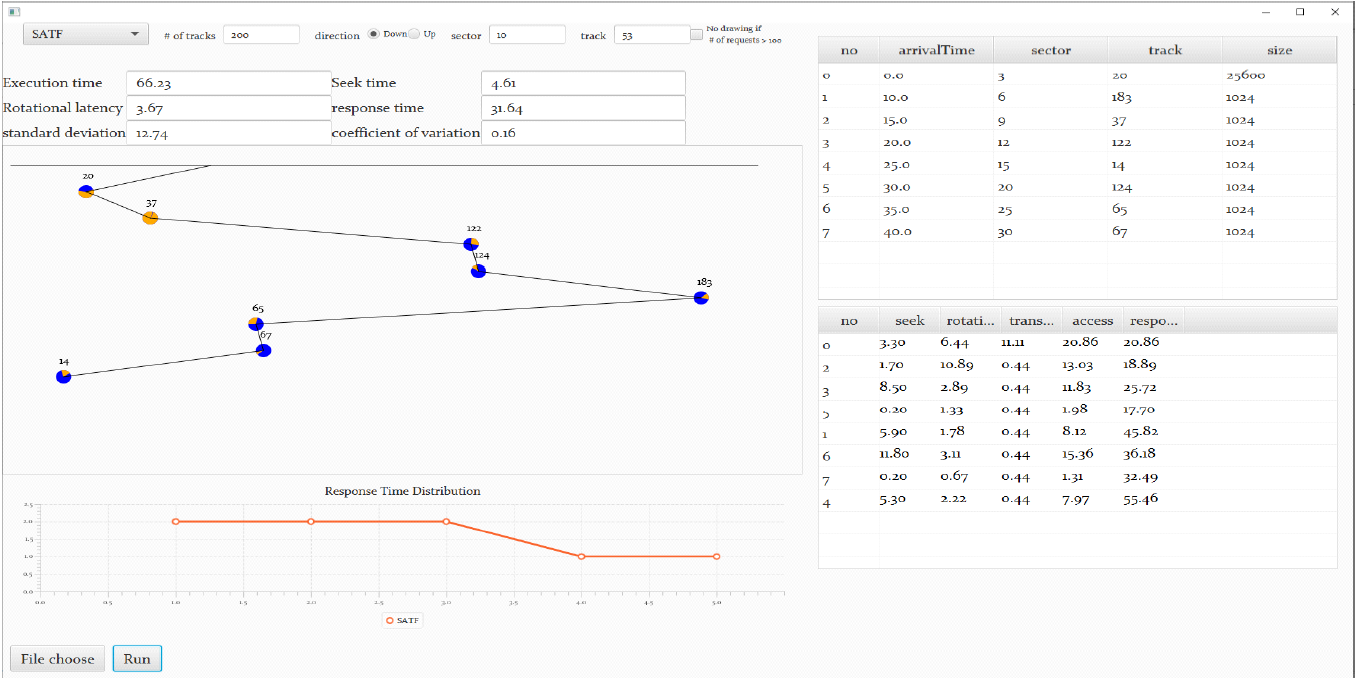 SATF # of tracks 200 direction Down Up sector 10 track 53 No drawing if # of requests > 100
Execution time 66.23 Seek time 4.61
Rotational latency 3.67 response time 31.64
standard deviation 12.74 coefficient of variation 0.16
20
37
122
124
183
65
67
14
Response Time Distribution
2.5
2.0
1.5
1.0
0.5
0.0
0.0 0.5 1.0 1.5 2.0 2.5 3.0 3.5 4.0 4.5 5.0
SATF
File choose Run
no arrivalTime sector track size
0 0.0 3 20 25600
1 10.0 6 183 1024
2 15.0 9 37 1024
3 20.0 12 122 1024
4 25.0 15 14 1024
5 30.0 20 124 1024
6 35.0 25 65 1024
7 40.0 30 67 1024
no seek rotati... trans... access respo...
0 3.30 6.44 11.11 20.86 20.86
2 1.70 10.89 0.44 13.03 18.89
3 8.50 2.89 0.44 11.83 25.72
5 0.20 1.33 0.44 1.98 17.70
1 5.90 1.78 0.44 8.12 45.82
6 11.80 3.11 0.44 15.36 36.18
7 0.20 0.67 0.44 1.31 32.49
4 5.30 2.22 0.44 7.97 55.46